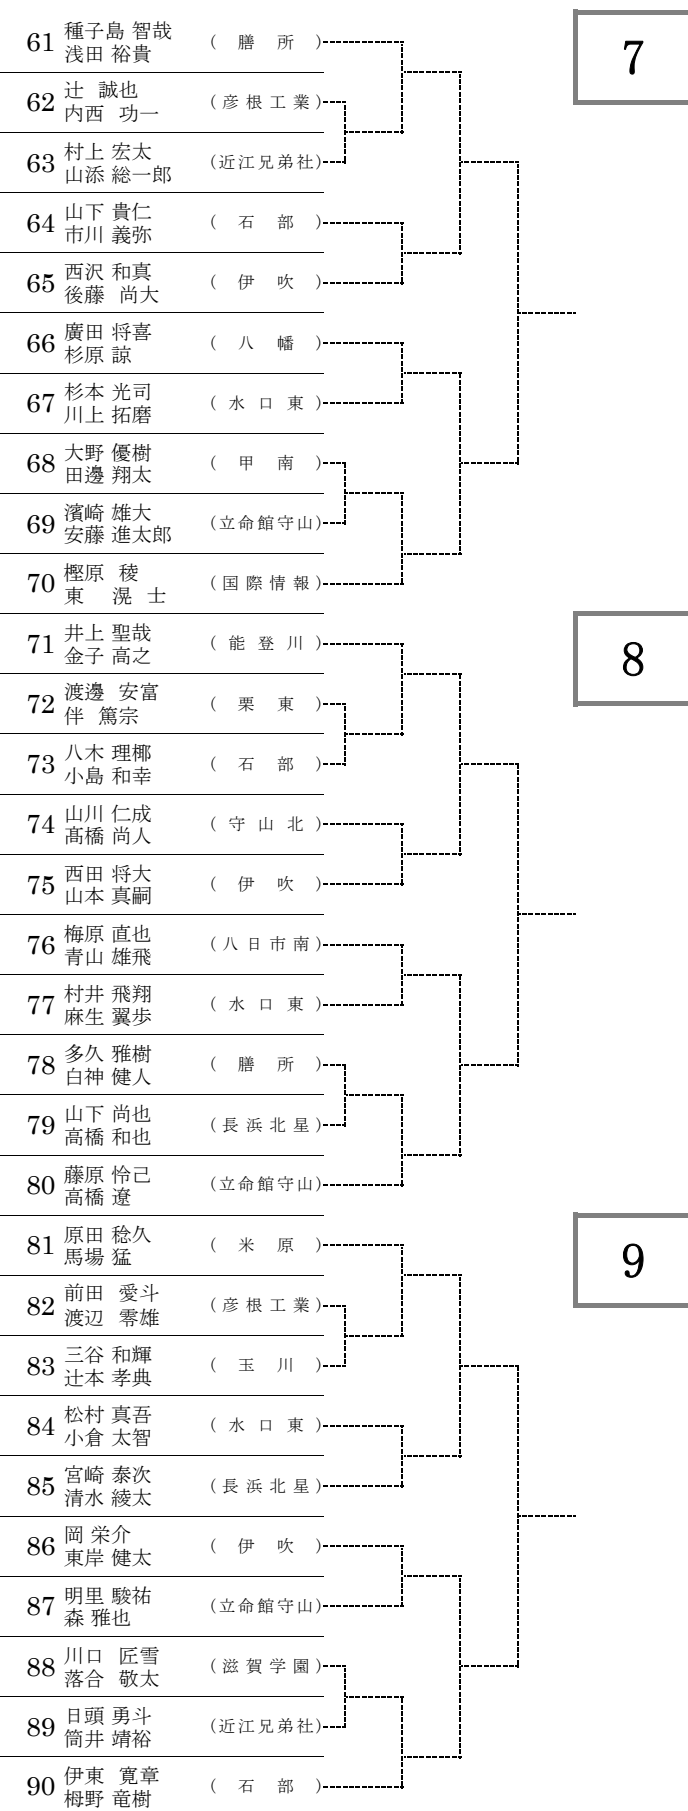 7
61 種子島 智哉
浅田 裕貴
( 膳 所 )
62 辻 誠也
内西 功一
(彦根工業)
63 村上 宏太
山添 総一郎
(近江兄弟社)
64 山下 貴仁
市川 義弥
( 石 部 )
65 西沢 和真
後藤 尚大
( 伊 吹 )
66 廣田 将喜
杉原 諒
( 八 幡 )
67 杉本 光司
川上 拓磨
( 水 口 東 )
68 大野 優樹
田邊 翔太
( 甲 南 )
69 濱崎 雄大
安藤 進太郎
(立命館守山)
70 樫原 稜
東 滉 士
(国際情報)
8
71 井上 聖哉
金子 高之
( 能 登 川 )
72 渡邊 安富
伴 篤宗
( 栗 東 )
73 八木 理椰
小島 和幸
( 石 部 )
74 山川 仁成
髙橋 尚人
( 守 山 北 )
75 西田 将大
山本 真嗣
( 伊 吹 )
76 梅原 直也
青山 雄飛
(八日市南)
77 村井 飛翔
麻生 翼歩
( 水 口 東 )
78 多久 雅樹
白神 健人
( 膳 所 )
79 山下 尚也
高橋 和也
(長浜北星)
80 藤原 怜己
高橋 遼
(立命館守山)
9
81 原田 稔久
馬場 猛
( 米 原 )
82 前田 愛斗
渡辺 零雄
(彦根工業)
83 三谷 和輝
辻本 孝典
( 玉 川 )
84 松村 真吾
小倉 太智
( 水 口 東 )
85 宮崎 泰次
清水 綾太
(長浜北星)
86 岡 栄介
東岸 健太
( 伊 吹 )
87 明里 駿祐
森 雅也
(立命館守山)
88 川口 匠雪
落合 敬太
(滋賀学園)
89 日頭 勇斗
筒井 靖裕
(近江兄弟社)
90 伊東 寛章
栂野 竜樹
( 石 部 )